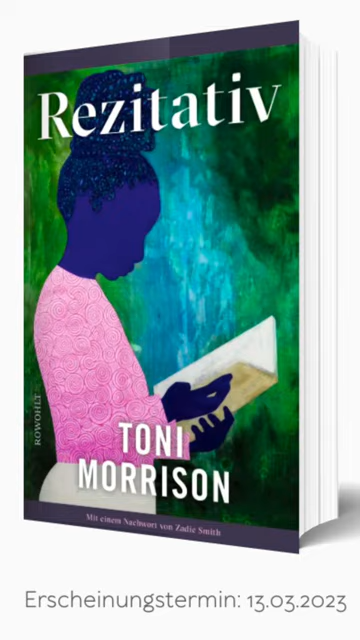 Rezitativ
ROWOHLT
TONI
MORRISON
Mit einem Nachwort von Zadie Smith
Erscheinungstermin: 13.03.2023